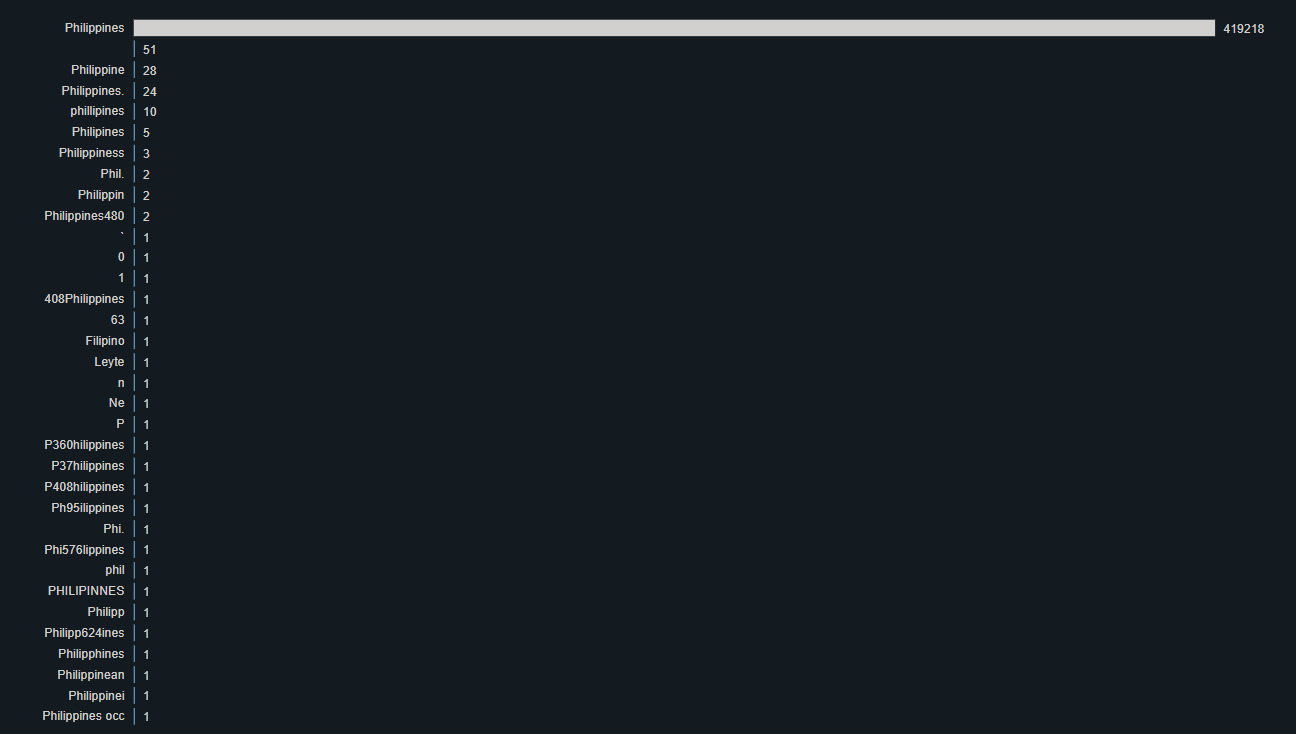 Philippines 419218
51
Philippine 28
Philippines. 24
phillipines 10
Philipines 5
Philippiness 3
Phil. 2
Philippin 2
Philippines480 2
` 1
0 1
1 1
408Philippines 1
63 1
Filipino 1
Leyte 1
n 1
Ne 1
P 1
P360hilippines 1
P37hilippines 1
P408hilippines 1
Ph95ilippines 1
Phi. 1
Phi576lippines 1
phil 1
PHILIPINNES 1
Philipp 1
Philipp624ines 1
Philipphines 1
Philippinean 1
Philippinei 1
Philippines occ 1